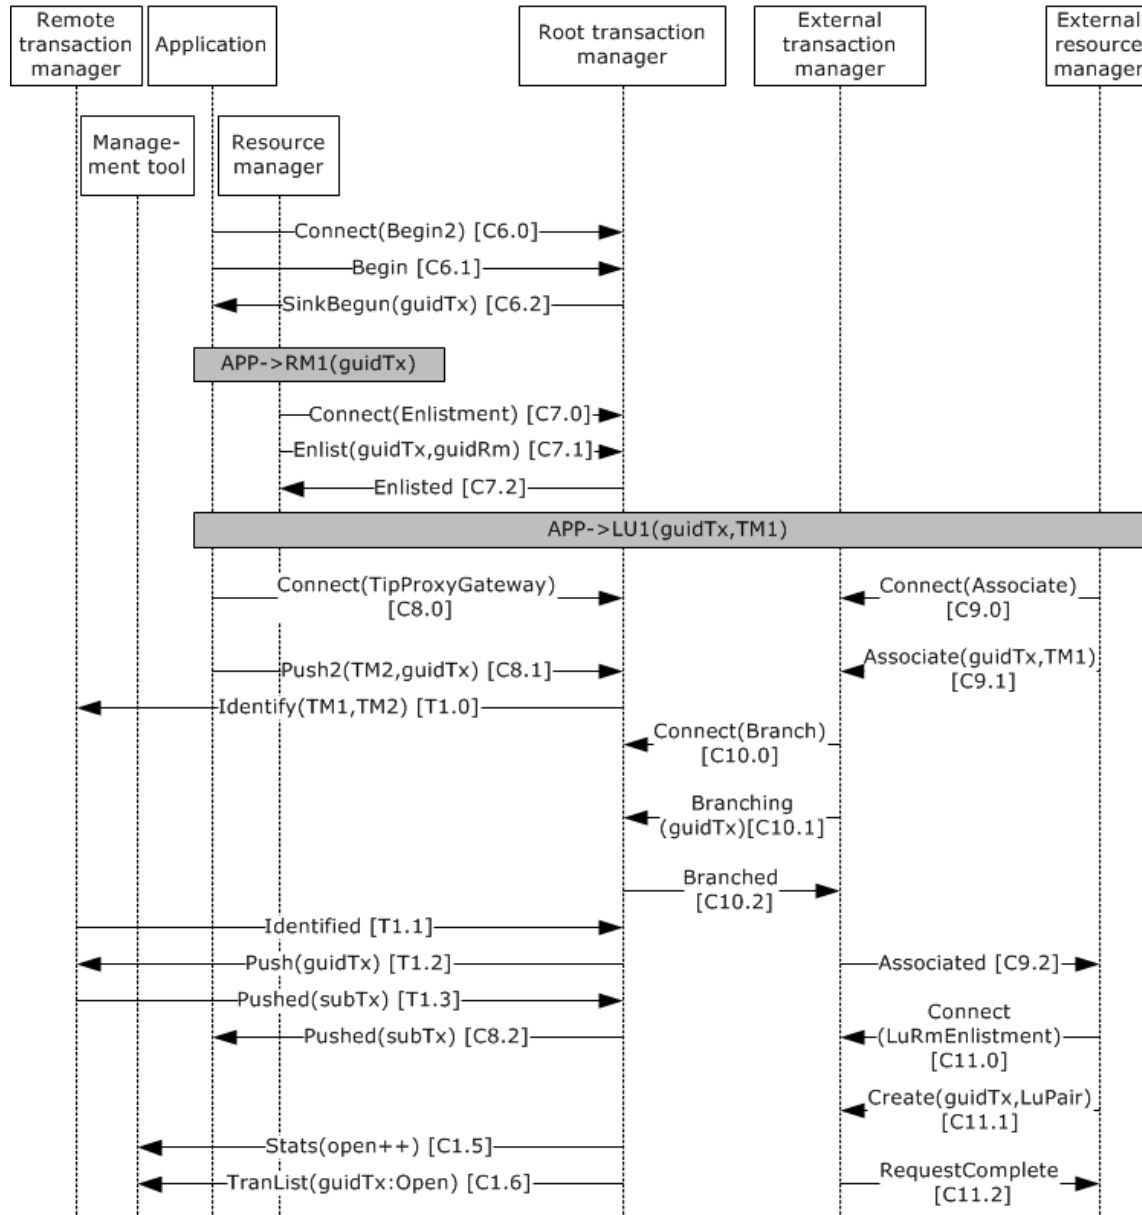 Remote
transaction
manager
Application
Root transaction
manager
External
transaction
manager
External
resource
manager
Manage-
ment tool
Resource
manager
Connect(Begin2) [C6.0]
Begin [C6.1]
SinkBegun(guidTx) [C6.2]
APP->RM1(guidTx)
Connect(Enlistment) [C7.0]
Enlist(guidTx,guidRm) [C7.1]
Enlisted [C7.2]
APP->LU1(guidTx,TM1)
Connect(TipProxyGateway)
[C8.0]
Connect(Associate)
[C9.0]
Push2(TM2,guidTx) [C8.1]
Associate(guidTx,TM1)
[C9.1]
Identify(TM1,TM2) [T1.0]
Connect(Branch)
[C10.0]
Branching
(guidTx)[C10.1]
Branched
[C10.2]
Identified [T1.1]
Push(guidTx) [T1.2]
Associated [C9.2]
Pushed(subTx) [T1.3]
Pushed(subTx) [C8.2]
Connect
(LuRmEnlistment)
[C11.0]
Create(guidTx,LuPair)
[C11.1]
Stats(open++) [C1.5]
TranList(guidTx:Open) [C1.6]
RequestComplete
[C11.2]